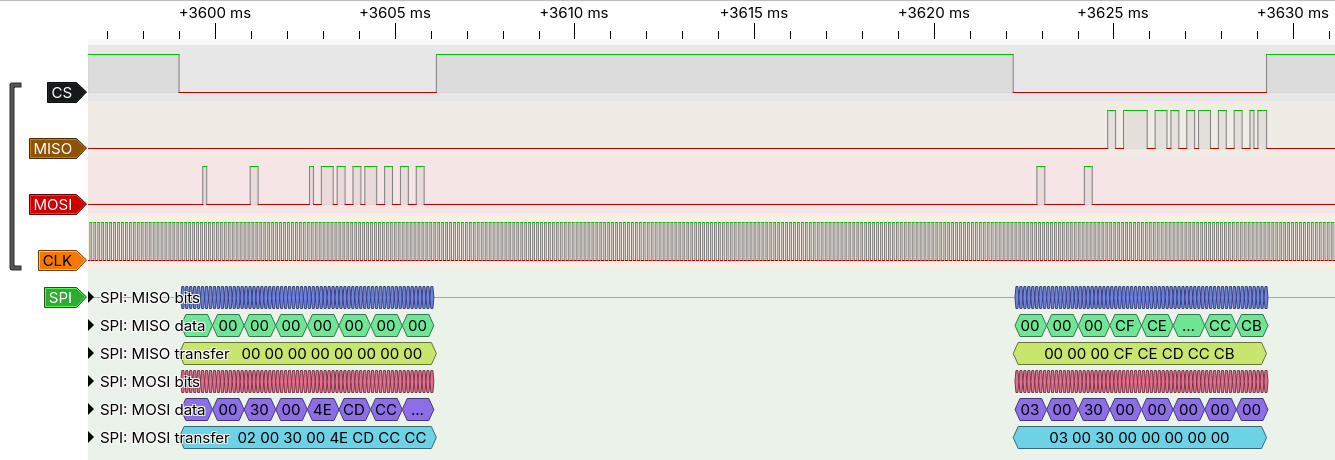 +3600 ms +3605 ms +3610 ms +3615 ms +3620 ms +3625 ms +3630 ms
CS
MISO
MOSI
CLK
SPI SPI: MISO bits
SPI: MISO data 00 00 00 00 00 00 00 00 00 00 CF CE ... CC CB
SPI: MISO transfer 00 00 00 00 00 00 00 00 00 00 00 CF CE CD CC CB
SPI: MOSI bits
SPI: MOSI data 00 30 00 4E CD CC ... 03 00 30 00 00 00 00 00
SPI: MOSI transfer 02 00 30 00 4E CD CC CC 03 00 30 00 00 00 00 00